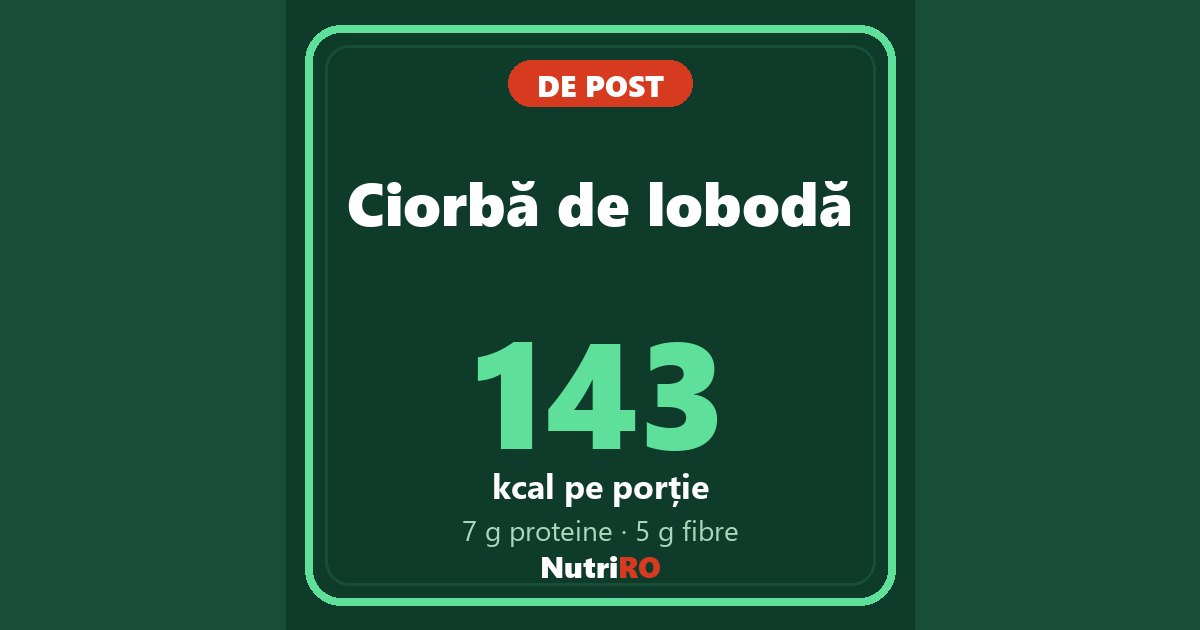 DE POST
Ciorbă de lobodă
143
kcal pe porție
7 g proteine · 5 g fibre
NutriRO